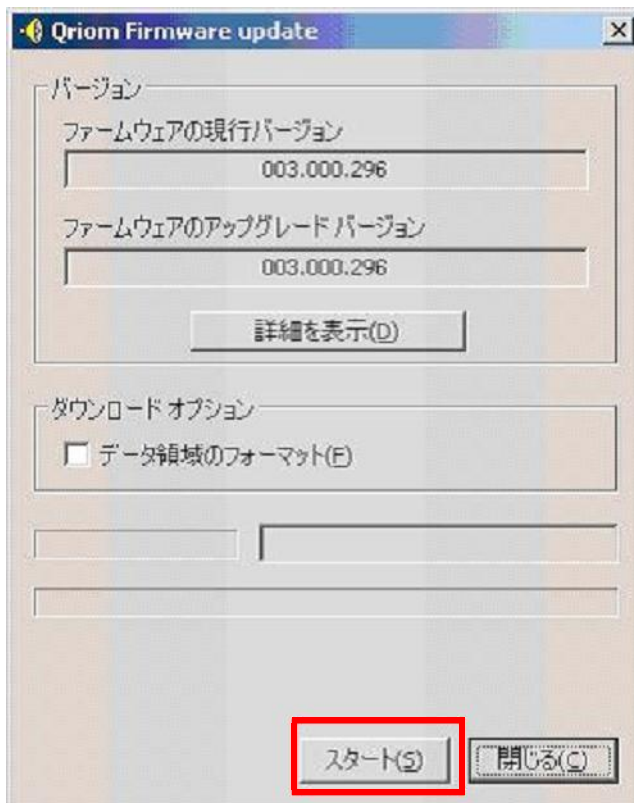 Qriom Firmware update
バージョン
ファームウェアの現行バージョン
003.000.296
ファームウェアのアップグレード バージョン
003.000.296
詳細を表示(D)
ダウンロード オプション
データ領域のフォーマット(F)
スタート(S) 閉じる(C)